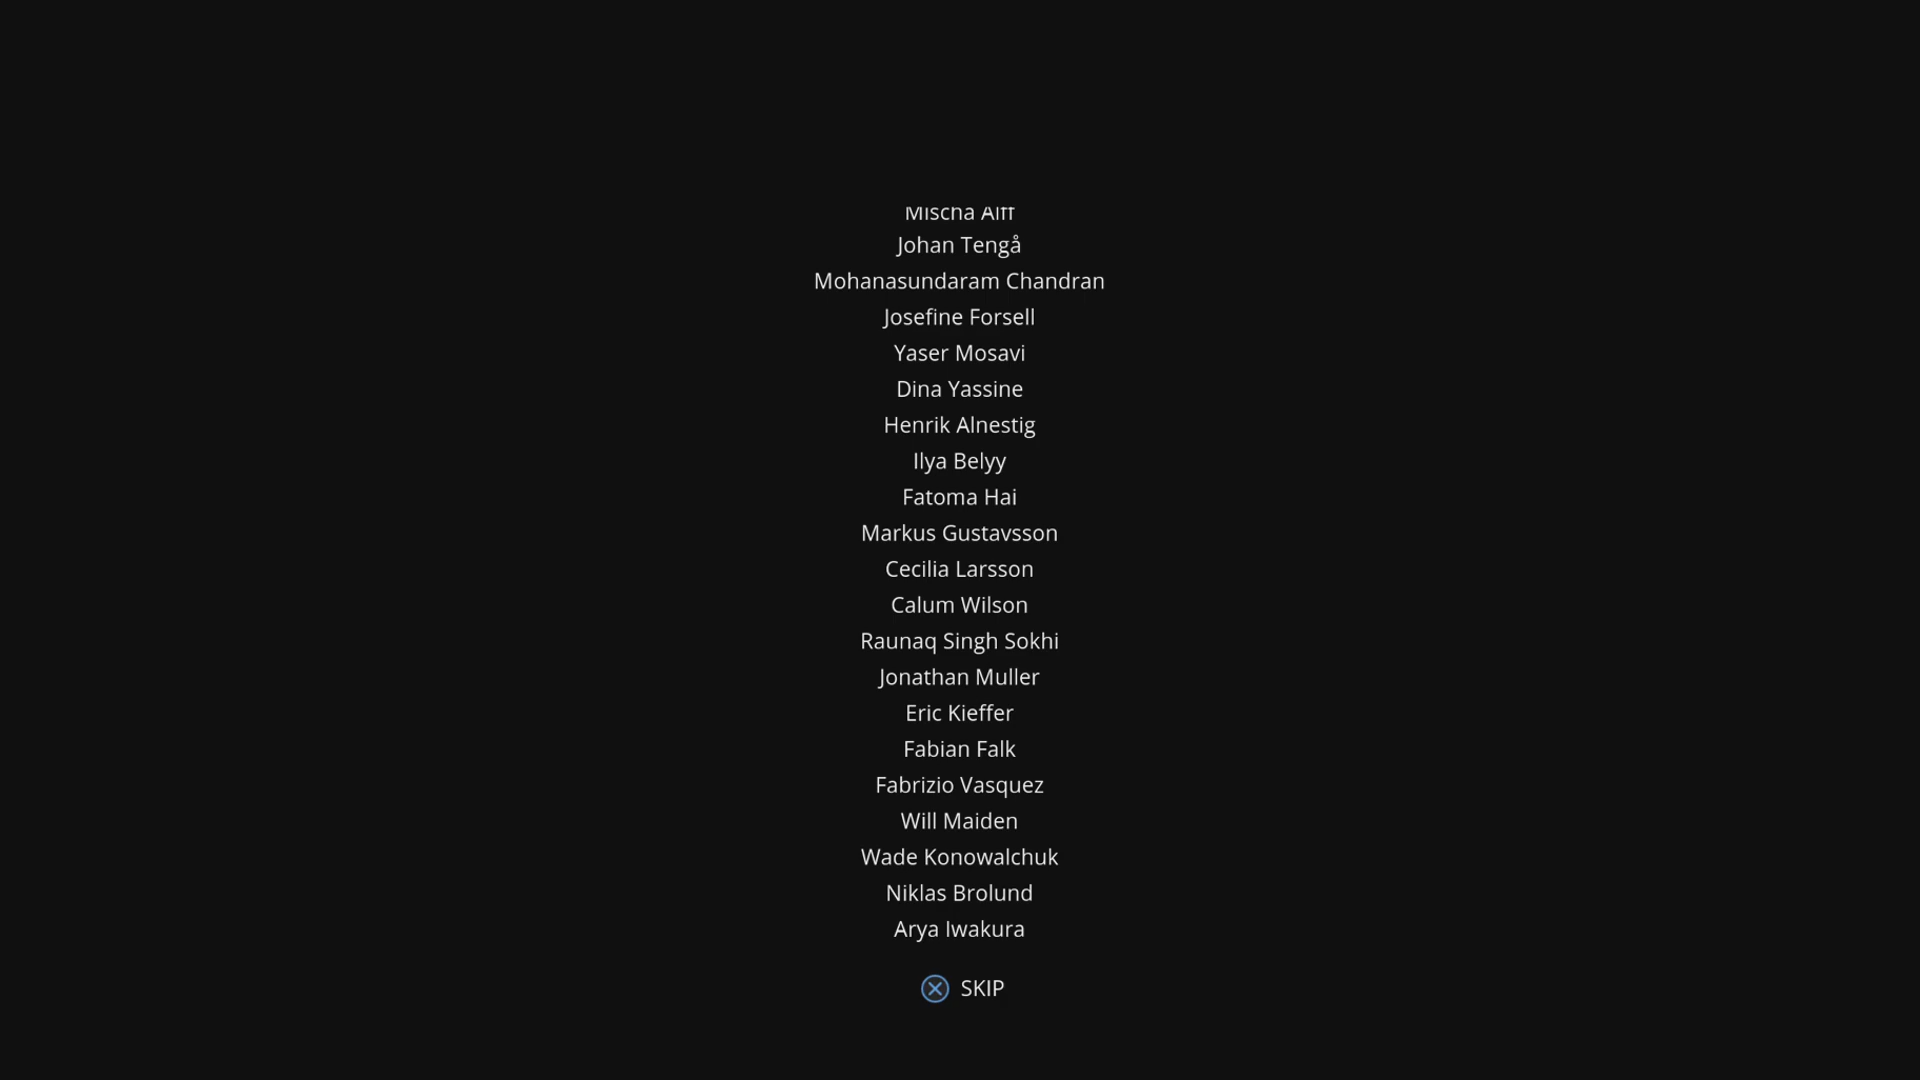 Mischa Alff
Johan Tengå
Mohanasundaram Chandran
Josefine Forsell
Yaser Mosavi
Dina Yassine
Henrik Alnestig
Ilya Belyy
Fatoma Hai
Markus Gustavsson
Cecilia Larsson
Calum Wilson
Raunaq Singh Sokhi
Jonathan Muller
Eric Kieffer
Fabian Falk
Fabrizio Vasquez
Will Maiden
Wade Konowalchuk
Niklas Brolund
Arya Iwakura
SKIP